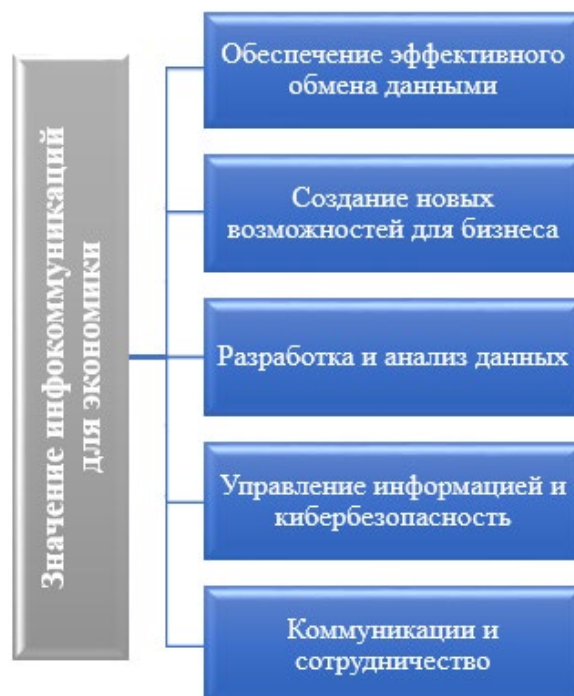 Значение инфокоммуникаций
для экономики
Обеспечение эффективного
обмена данными
Создание новых
возможностей для бизнеса
Разработка и анализ данных
Управление информацией и
кибербезопасность
Коммуникации и
сотрудничество